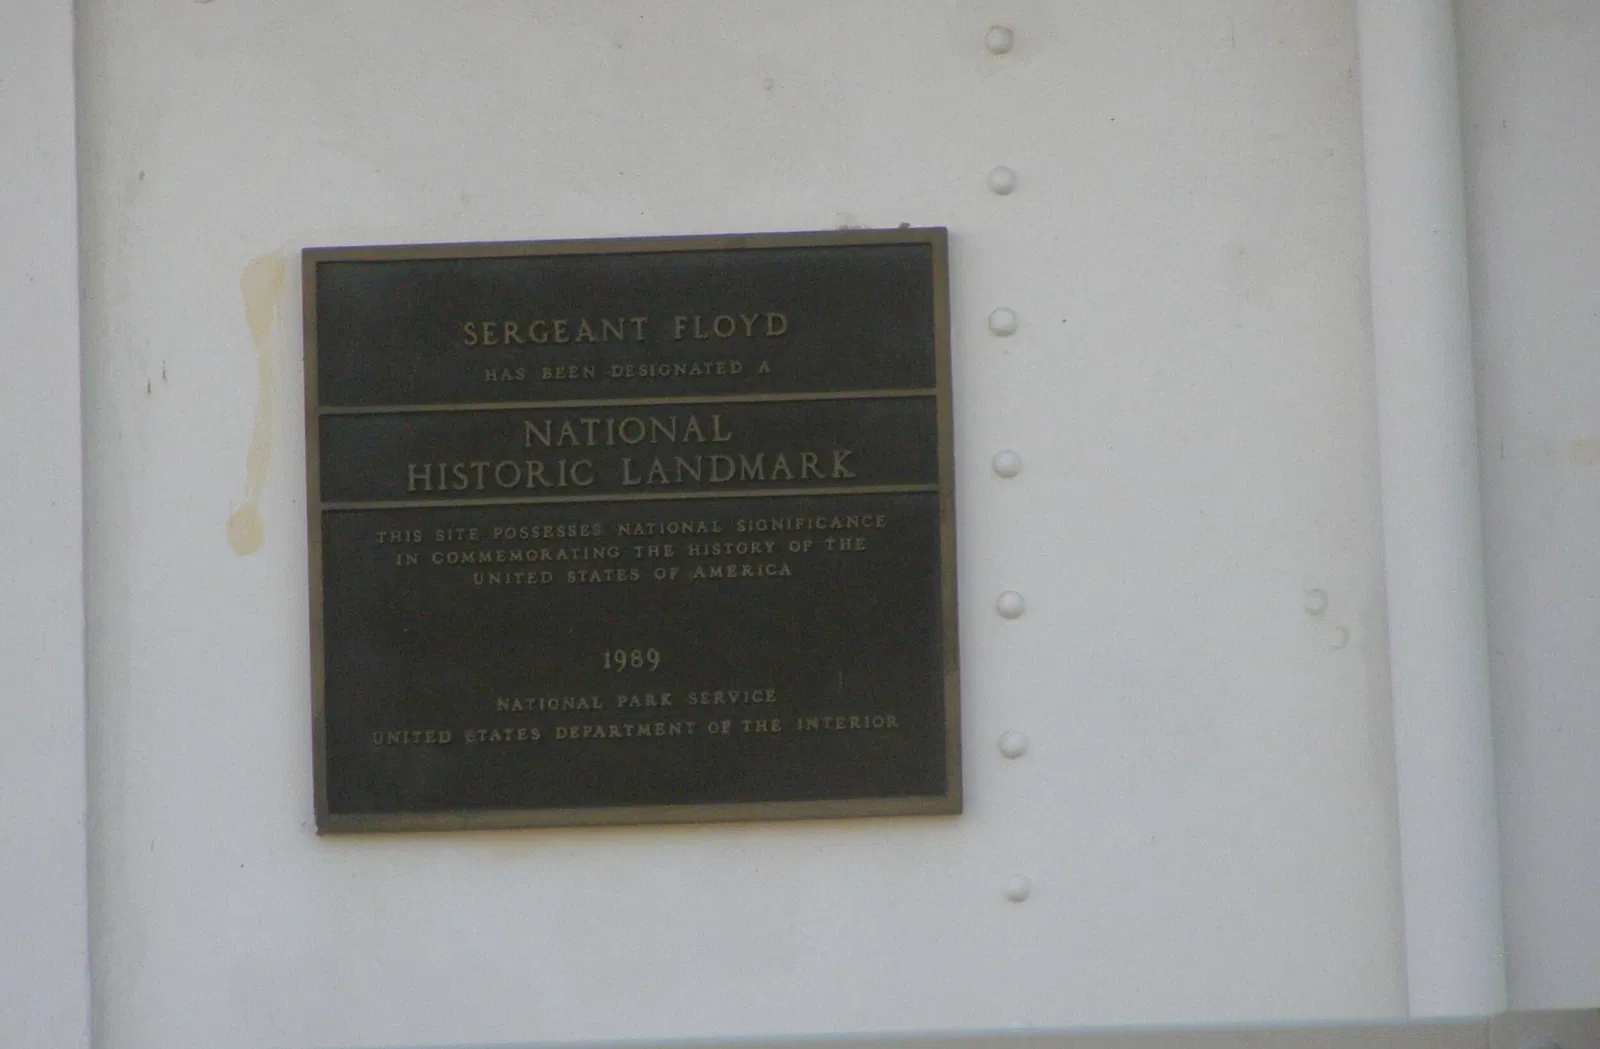 SERGEANT FLOYD
HAS BEEN DESIGNATED A
NATIONAL
HISTORIC LANDMARK
THIS SITE POSSESSES NATIONAL SIGNIFICANCE
IN COMMEMORATING THE HISTORY OF THE
UNITED STATES OF AMERICA
1989
NATIONAL PARK SERVICE
UNITED STATES DEPARTMENT OF THE INTERIOR